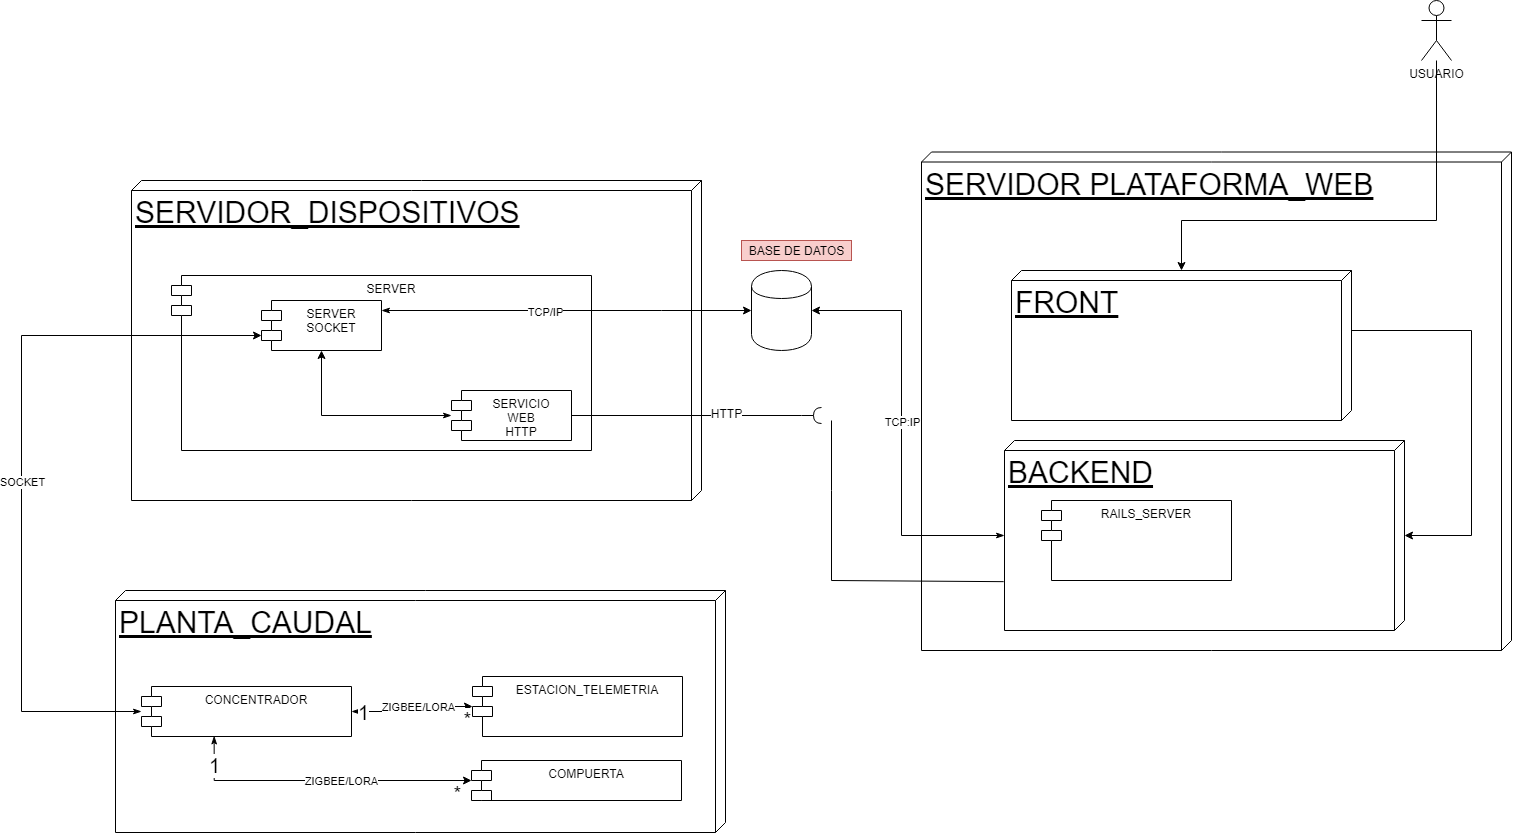 USUARIO
SERVIDOR PLATAFORMA_WEB
SERVIDOR_DISPOSITIVOS
BASE DE DATOS
SERVER
SERVER
SOCKET
TCP/IP
FRONT
SERVICIO
WEB
HTTP
HTTP
TCP:IP
BACKEND
RAILS_SERVER
SOCKET
PLANTA_CAUDAL
CONCENTRADOR
ESTACION_TELEMETRIA
1
ZIGBEE/LORA
*
1
ZIGBEE/LORA
*
COMPUERTA